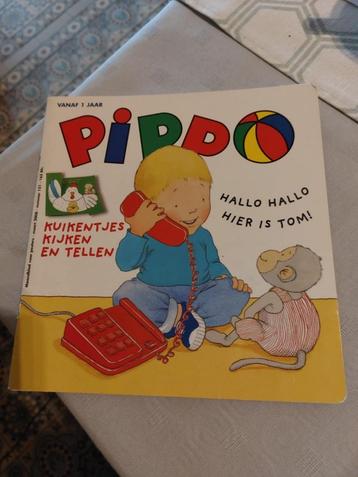 VANAF 1 JAAR
PiPPO
KUIKENTJES
KIJKEN
EN TELLEN
HALLO HALLO
HIER IS TOM!